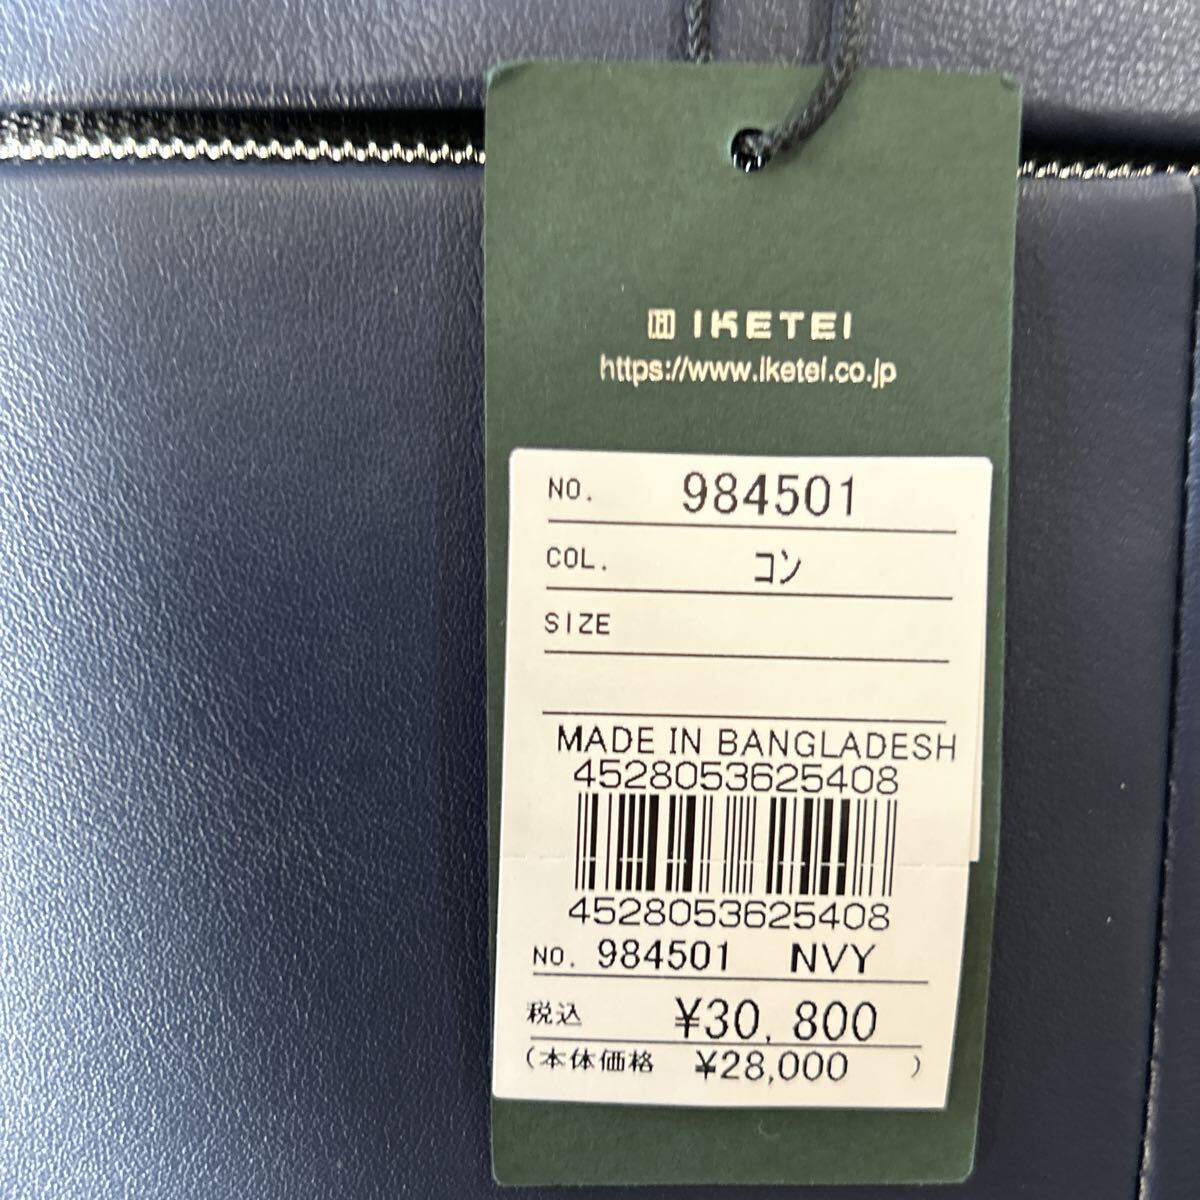 IKETEI
https://www.iketei.co.jp
NO. 984501
COL. コン
SIZE
MADE IN BANGLADESH
4528053625408
4528053625408
NO. 984501 NVY
税込 ¥30,800
(本体価格 ¥28,000 )